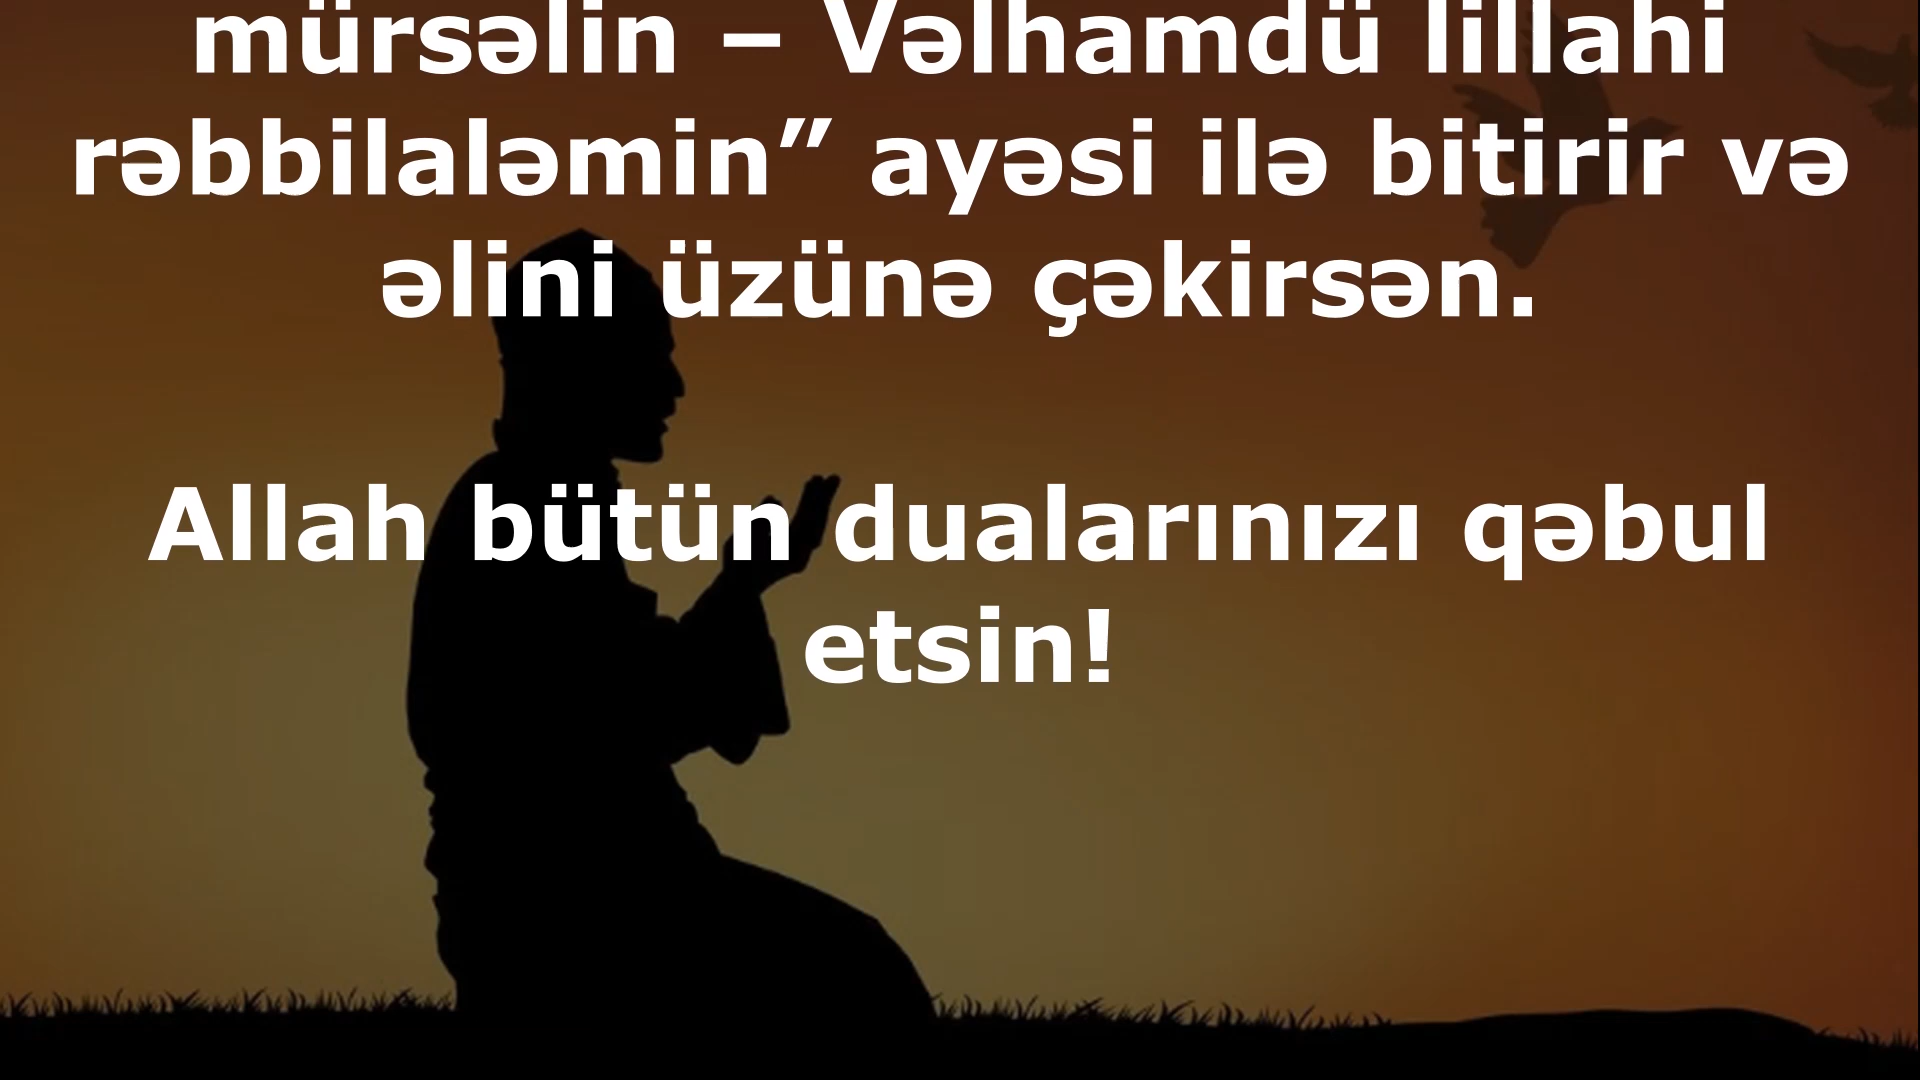 mürsəlin – Vəlhamdü lillahi
rəbbilaləmin” ayəsi ilə bitirir və
əlini üzünə çəkirsən.
Allah bütün dualarınızı qəbul
etsin!